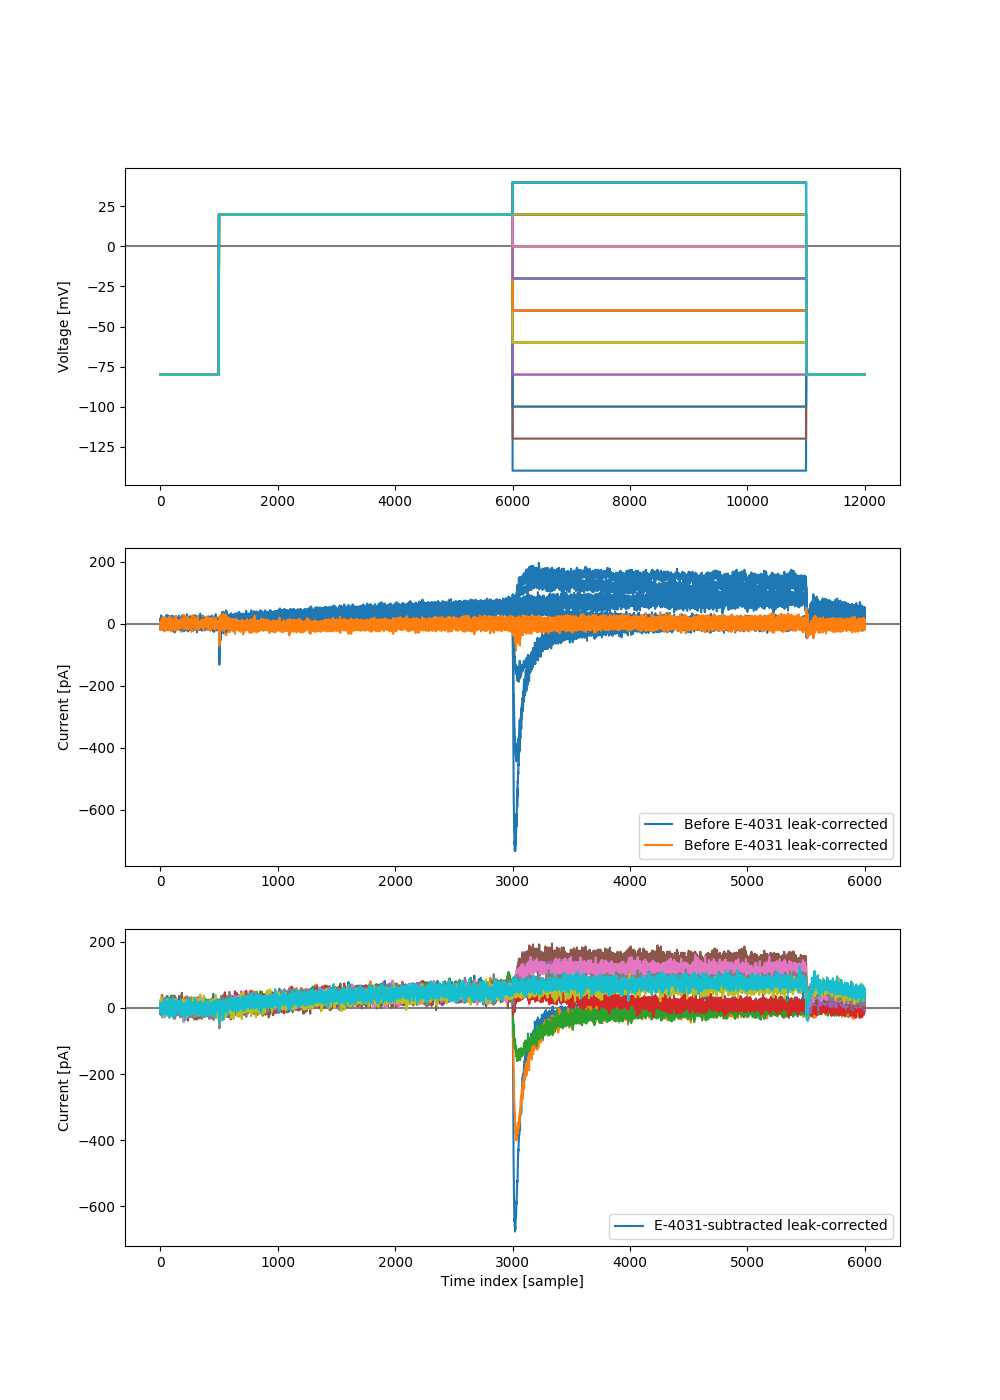 25
0
−25
−50
−75
−100
−125
Voltage [mV]
0 2000 4000 6000 8000 10000 12000
200
0
−200
−400
−600
Current [pA]
Before E-4031 leak-corrected
Before E-4031 leak-corrected
0 1000 2000 3000 4000 5000 6000
200
0
−200
−400
−600
Current [pA]
E-4031-subtracted leak-corrected
0 1000 2000 3000 4000 5000 6000
Time index [sample]